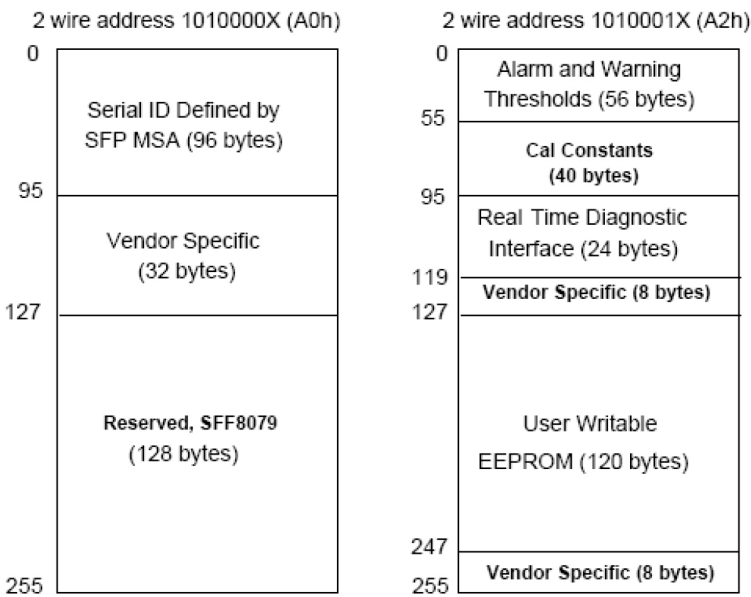 2 wire address 1010000X (A0h)
0
Serial ID Defined by
SFP MSA (96 bytes)
95
Vendor Specific
(32 bytes)
127
Reserved, SFF8079
(128 bytes)
255
2 wire address 1010001X (A2h)
0
Alarm and Warning
Thresholds (56 bytes)
55
Cal Constants
(40 bytes)
95
Real Time Diagnostic
Interface (24 bytes)
119
Vendor Specific (8 bytes)
127
User Writable
EEPROM (120 bytes)
247
Vendor Specific (8 bytes)
255